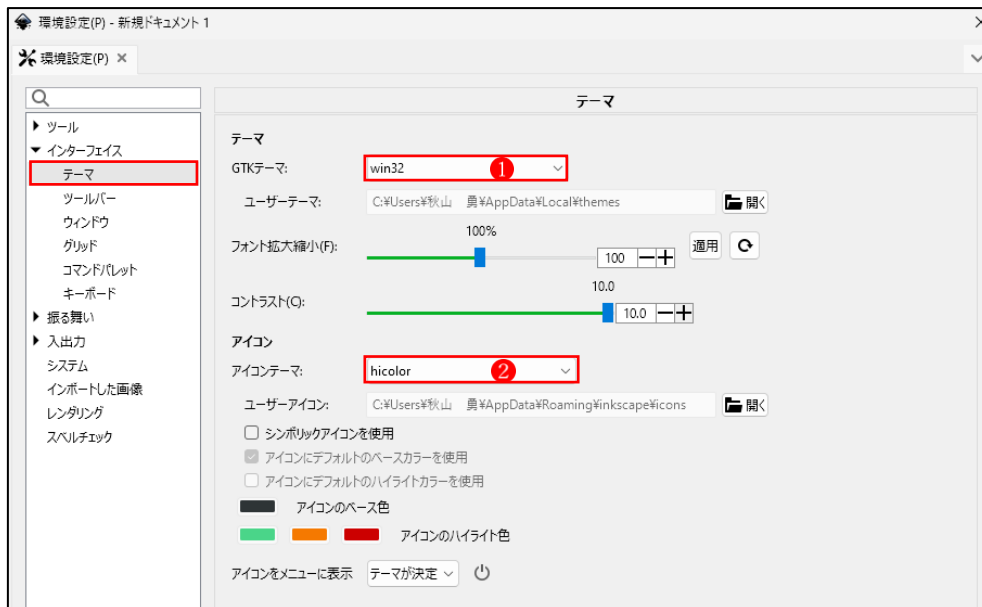 環境設定(P) - 新規ドキュメント 1
環境設定(P)
テーマ
ツール
インターフェイス
テーマ
ツールバー
ウィンドウ
グリッド
コマンドパレット
キーボード
振る舞い
入出力
システム
インポートした画像
レンダリング
スペルチェック
テーマ
GTKテーマ: win32 ❶
ユーザーテーマ: C:¥Users¥秋山　勇¥AppData¥Local¥themes 開く
100%
フォント拡大縮小(F): 100 適用
10.0
コントラスト(C): 10.0
アイコン
アイコンテーマ: hicolor ❷
ユーザーアイコン: C:¥Users¥秋山　勇¥AppData¥Roaming¥inkscape¥icons 開く
シンボリックアイコンを使用
アイコンにデフォルトのベースカラーを使用
アイコンにデフォルトのハイライトカラーを使用
アイコンのベース色
アイコンのハイライト色
アイコンをメニューに表示 テーマが決定